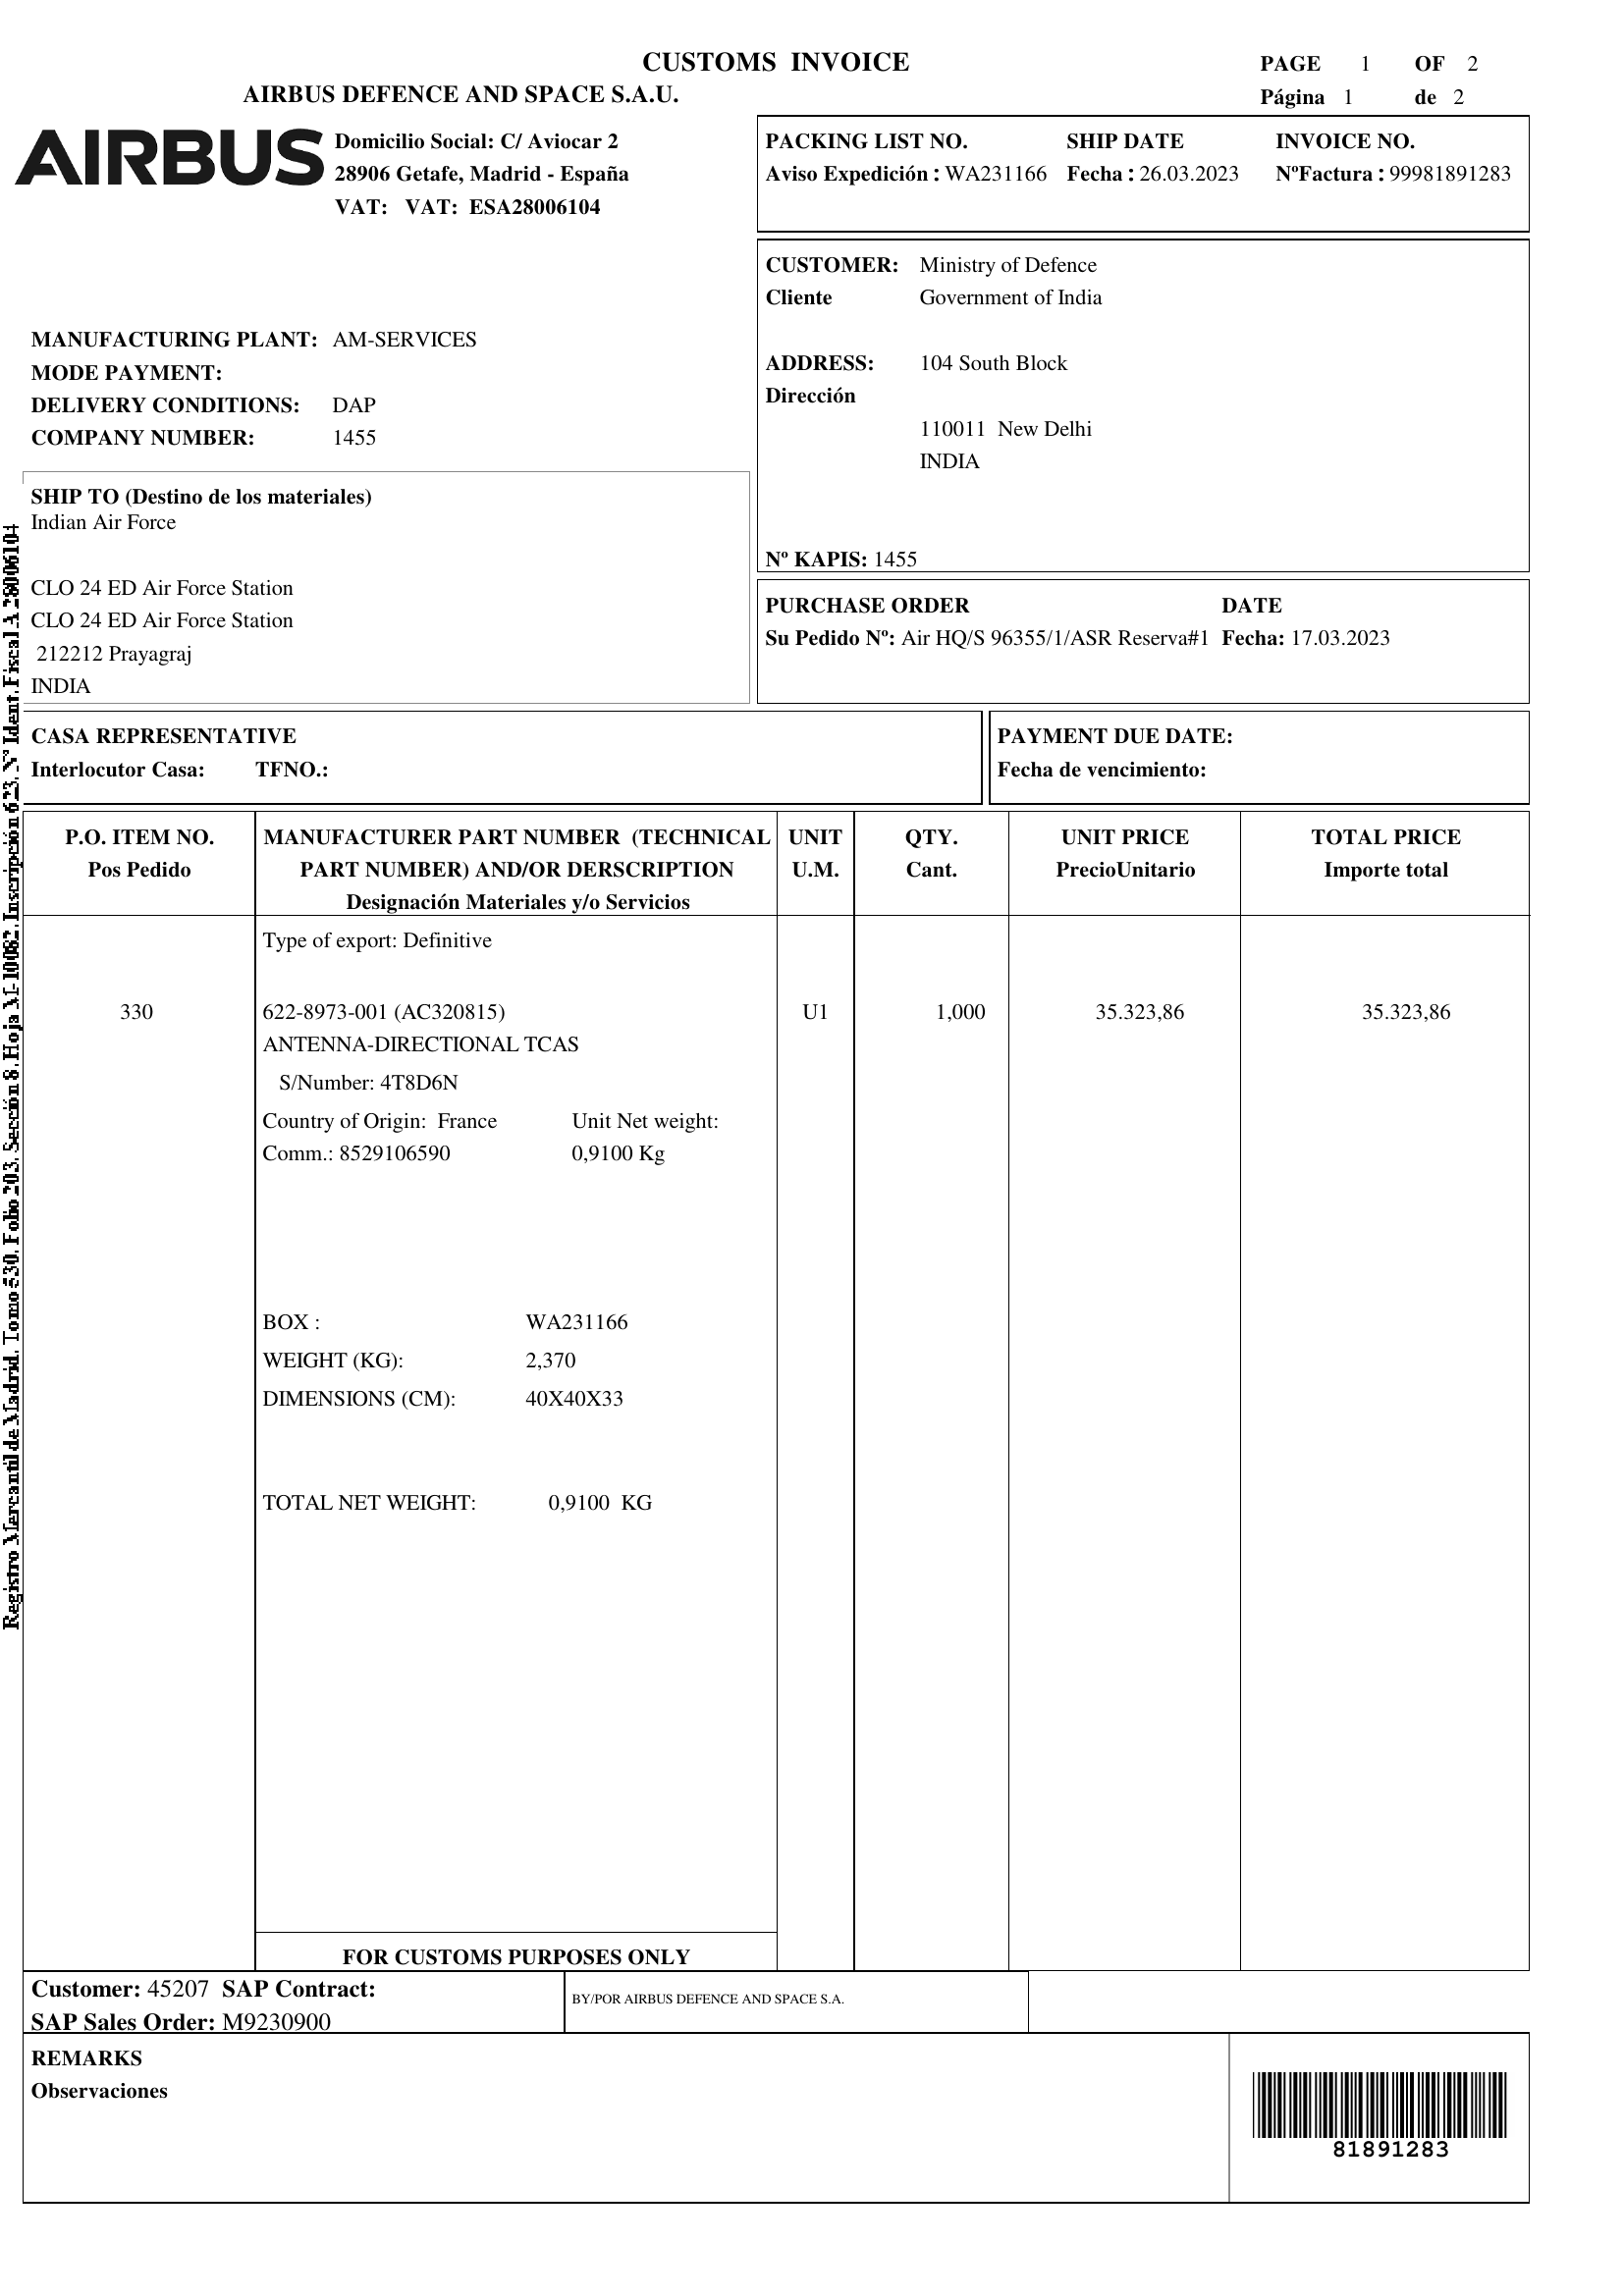 CUSTOMS INVOICE
PAGE 1 OF 2
AIRBUS DEFENCE AND SPACE S.A.U.
Página 1 de 2
AIRBUS
Domicilio Social: C/ Aviocar 2
28906 Getafe, Madrid - España
VAT: VAT: ESA28006104
PACKING LIST NO. SHIP DATE INVOICE NO.
Aviso Expedición : WA231166 Fecha : 26.03.2023 NºFactura : 99981891283
CUSTOMER: Ministry of Defence
Cliente Government of India
ADDRESS: 104 South Block
Dirección
110011 New Delhi
INDIA
Nº KAPIS: 1455
MANUFACTURING PLANT: AM-SERVICES
MODE PAYMENT:
DELIVERY CONDITIONS: DAP
COMPANY NUMBER: 1455
SHIP TO (Destino de los materiales)
Indian Air Force
CLO 24 ED Air Force Station
CLO 24 ED Air Force Station
212212 Prayagraj
INDIA
PURCHASE ORDER DATE
Su Pedido Nº: Air HQ/S 96355/1/ASR Reserva#1 Fecha: 17.03.2023
CASA REPRESENTATIVE
Interlocutor Casa: TFNO.:
PAYMENT DUE DATE:
Fecha de vencimiento:
P.O. ITEM NO. MANUFACTURER PART NUMBER (TECHNICAL UNIT QTY. UNIT PRICE TOTAL PRICE
Pos Pedido PART NUMBER) AND/OR DERSCRIPTION U.M. Cant. PrecioUnitario Importe total
Designación Materiales y/o Servicios
Type of export: Definitive
330 622-8973-001 (AC320815) U1 1,000 35.323,86 35.323,86
ANTENNA-DIRECTIONAL TCAS
S/Number: 4T8D6N
Country of Origin: France Unit Net weight:
Comm.: 8529106590 0,9100 Kg
BOX : WA231166
WEIGHT (KG): 2,370
DIMENSIONS (CM): 40X40X33
TOTAL NET WEIGHT: 0,9100 KG
FOR CUSTOMS PURPOSES ONLY
Customer: 45207 SAP Contract:
SAP Sales Order: M9230900
BY/POR AIRBUS DEFENCE AND SPACE S.A.
REMARKS
Observaciones
81891283
Registro Mercantil de Madrid, Tomo 530, Folio 203, Sección 8, Hoja M-10082, Inscripción 623, Nº Ident. Fiscal A 28006104